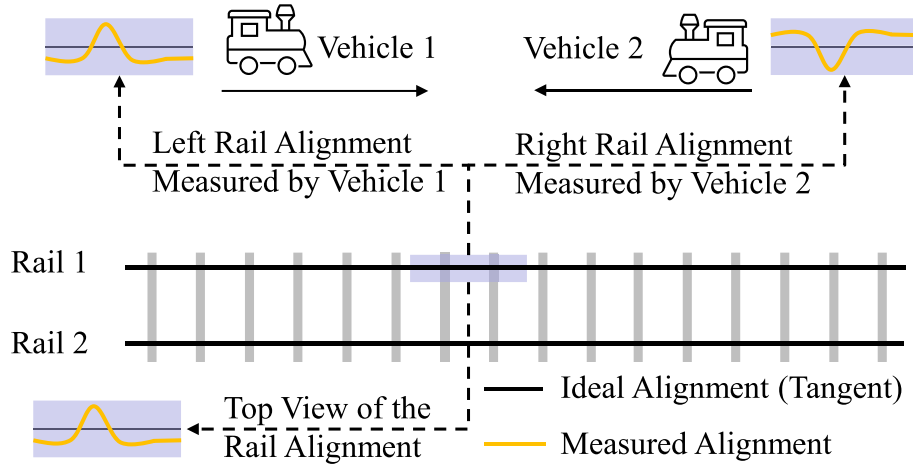 Vehicle 1
Vehicle 2
Left Rail Alignment
Measured by Vehicle 1
Right Rail Alignment
Measured by Vehicle 2
Rail 1
Rail 2
Top View of the
Rail Alignment
Ideal Alignment (Tangent)
Measured Alignment